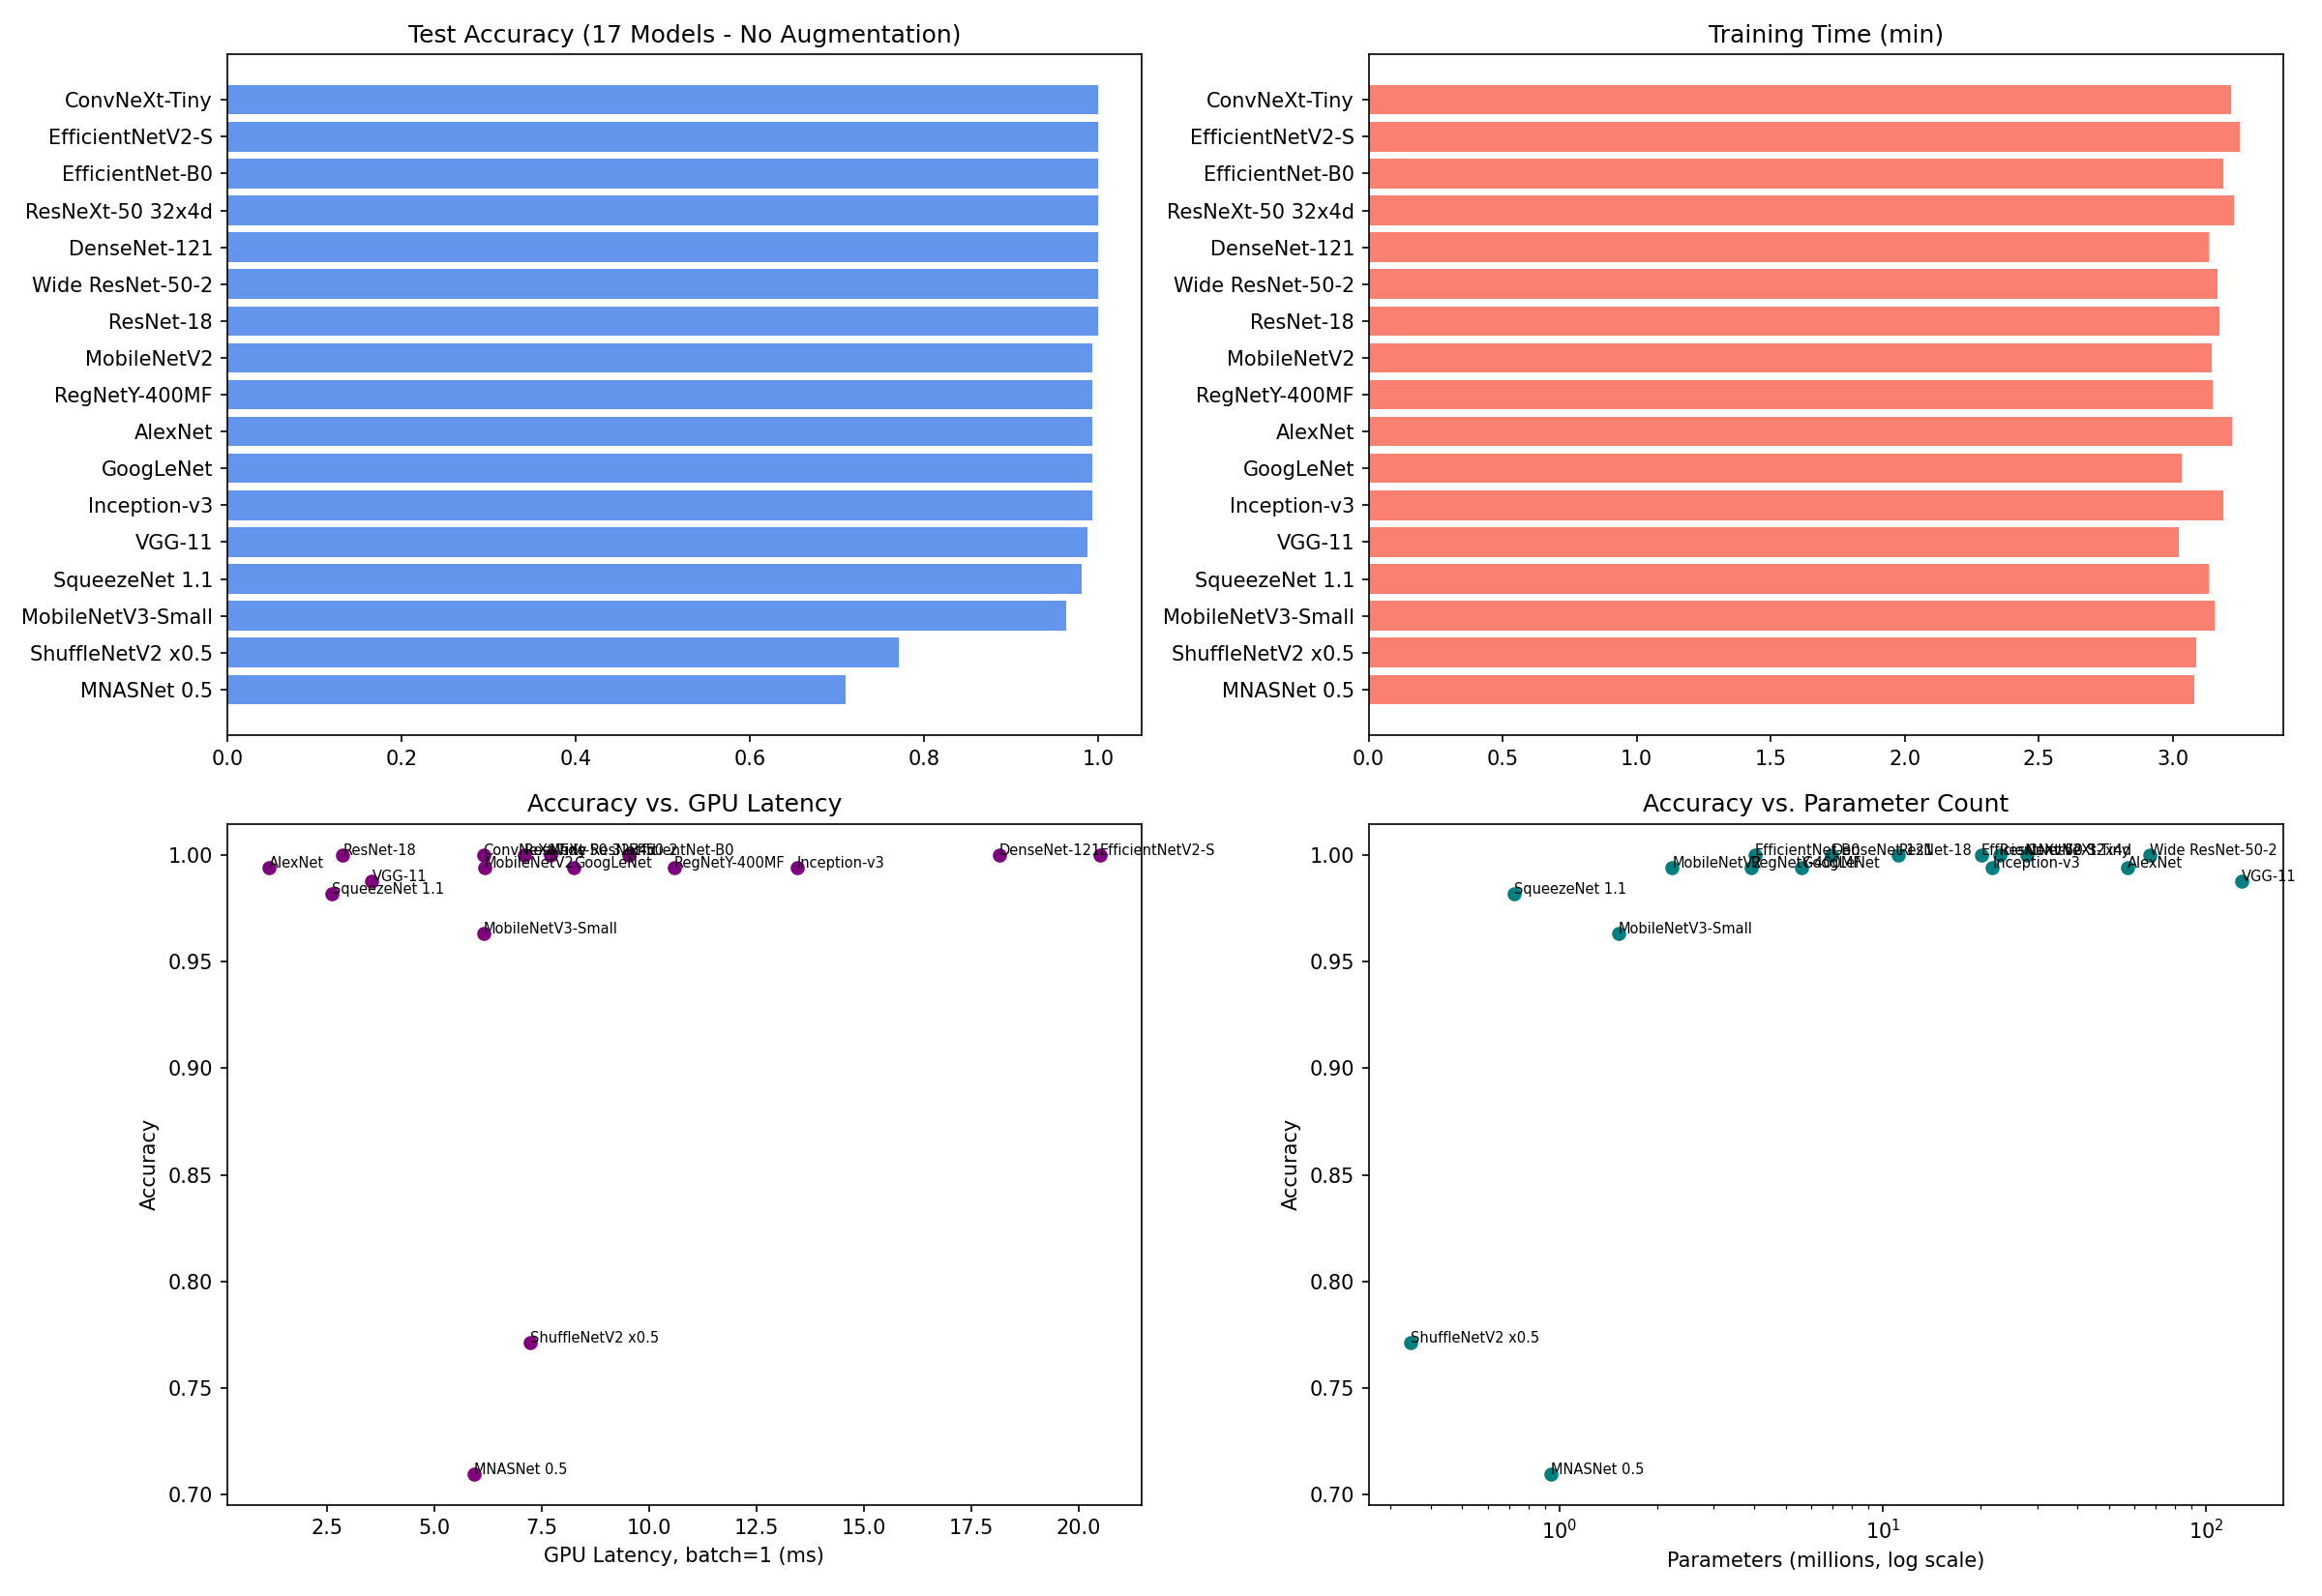 Test Accuracy (17 Models - No Augmentation)
ConvNeXt-Tiny
EfficientNetV2-S
EfficientNet-B0
ResNeXt-50 32x4d
DenseNet-121
Wide ResNet-50-2
ResNet-18
MobileNetV2
RegNetY-400MF
AlexNet
GoogLeNet
Inception-v3
VGG-11
SqueezeNet 1.1
MobileNetV3-Small
ShuffleNetV2 x0.5
MNASNet 0.5
0.0 0.2 0.4 0.6 0.8 1.0
Training Time (min)
ConvNeXt-Tiny
EfficientNetV2-S
EfficientNet-B0
ResNeXt-50 32x4d
DenseNet-121
Wide ResNet-50-2
ResNet-18
MobileNetV2
RegNetY-400MF
AlexNet
GoogLeNet
Inception-v3
VGG-11
SqueezeNet 1.1
MobileNetV3-Small
ShuffleNetV2 x0.5
MNASNet 0.5
0.0 0.5 1.0 1.5 2.0 2.5 3.0
Accuracy vs. GPU Latency
Accuracy
1.00
0.95
0.90
0.85
0.80
0.75
0.70
ResNet-18
DenseNet-121
EfficientNetV2-S
AlexNet
MobileNetV2
GoogLeNet
RegNetY-400MF
Inception-v3
VGG-11
SqueezeNet 1.1
MobileNetV3-Small
ShuffleNetV2 x0.5
MNASNet 0.5
2.5 5.0 7.5 10.0 12.5 15.0 17.5 20.0
GPU Latency, batch=1 (ms)
Accuracy vs. Parameter Count
Accuracy
1.00
0.95
0.90
0.85
0.80
0.75
0.70
ResNet-18
Wide ResNet-50-2
MobileNetV2
RegNetY-400MF
GoogLeNet
Inception-v3
AlexNet
VGG-11
SqueezeNet 1.1
MobileNetV3-Small
ShuffleNetV2 x0.5
MNASNet 0.5
10⁰ 10¹ 10²
Parameters (millions, log scale)